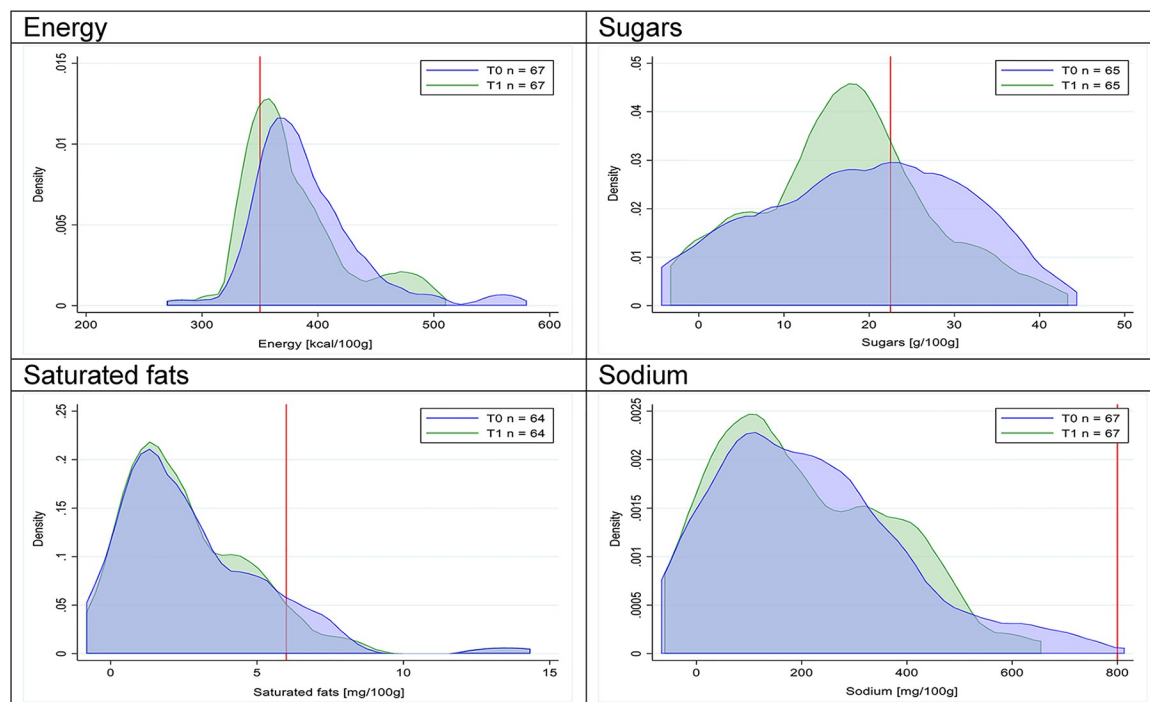 Energy
Sugars
.015
.01
.005
0
Density
T0 n = 67
T1 n = 67
200 300 400 500 600
Energy [kcal/100g]
.05
.04
.03
.02
.01
0
Density
T0 n = 65
T1 n = 65
0 10 20 30 40 50
Sugars [g/100g]
Saturated fats
Sodium
.25
.2
.15
.1
.05
0
Density
T0 n = 64
T1 n = 64
0 5 10 15
Saturated fats [mg/100g]
.0025
.002
.0015
.001
.0005
0
Density
T0 n = 67
T1 n = 67
0 200 400 600 800
Sodium [mg/100g]